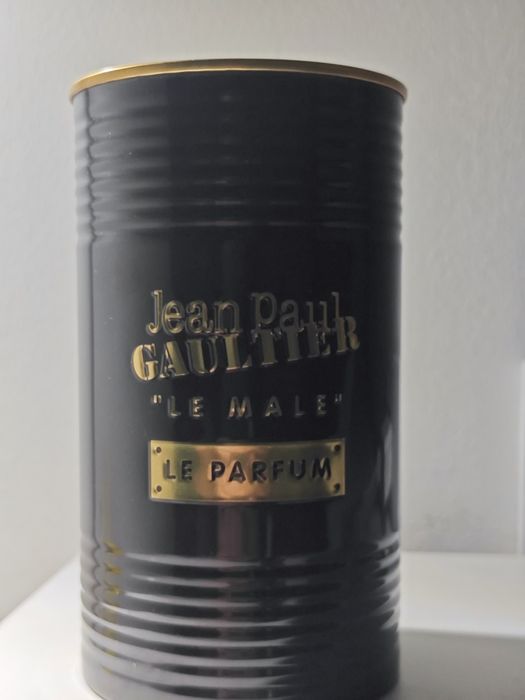 Jean Paul
GAULTIER
"LE MALE"
LE PARFUM